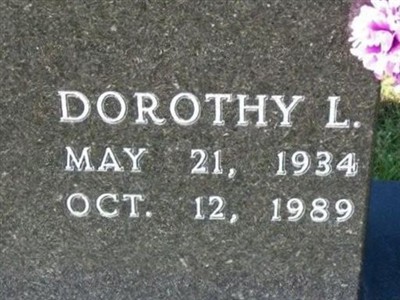 DOROTHY L.
MAY 21, 1934
OCT. 12, 1989